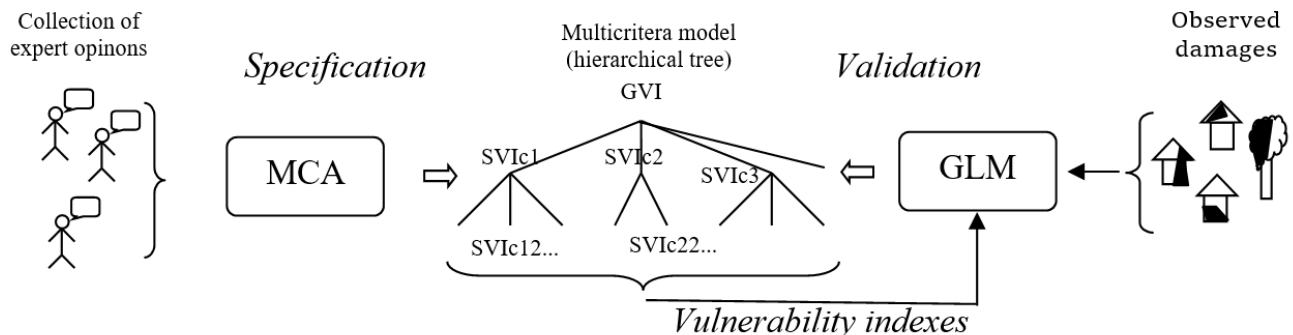 Collection of
expert opinons
Specification
MCA
Multicritera model
(hierarchical tree)
GVI
SVIc1
SVIc2
SVIc3
SVIc12...
SVIc22...
Validation
GLM
Observed
damages
Vulnerability indexes